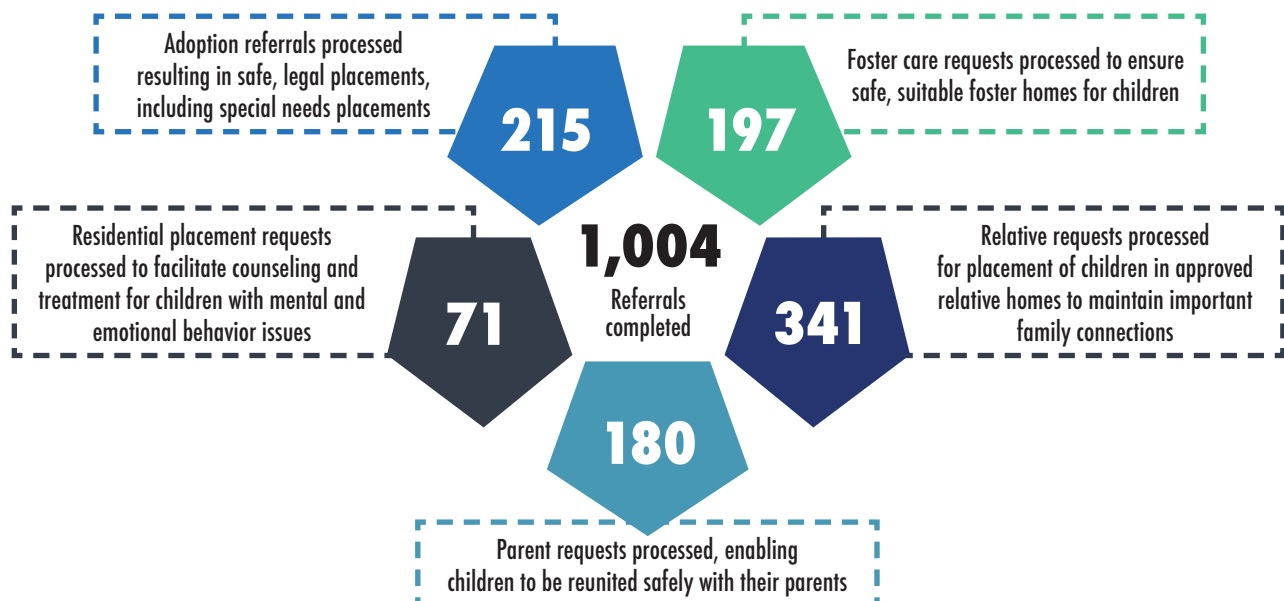 Adoption referrals processed
resulting in safe, legal placements,
including special needs placements
215
197
Foster care requests processed to ensure
safe, suitable foster homes for children
Residential placement requests
processed to facilitate counseling and
treatment for children with mental and
emotional behavior issues
71
1,004
Referrals
completed
341
Relative requests processed
for placement of children in approved
relative homes to maintain important
family connections
180
Parent requests processed, enabling
children to be reunited safely with their parents